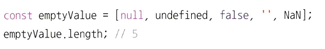 const emptyValue = [null, undefined, false, '', NaN];
emptyValue.length; // 5